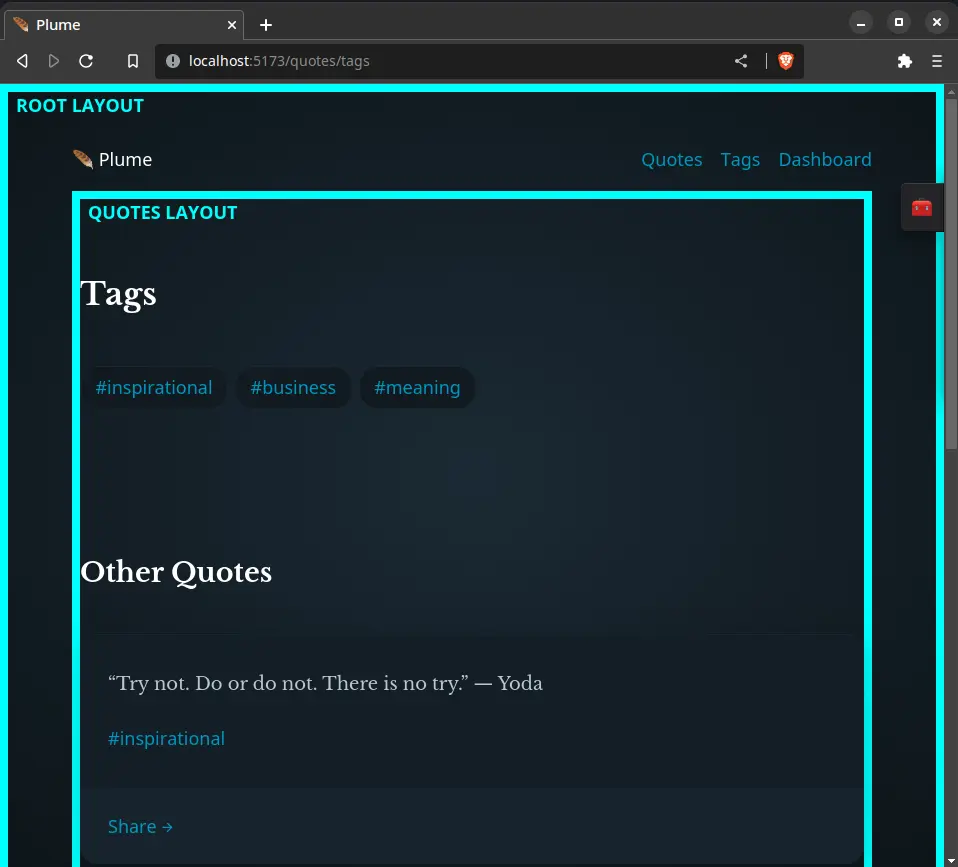 Plume
localhost:5173/quotes/tags
ROOT LAYOUT
Plume Quotes Tags Dashboard
QUOTES LAYOUT
Tags
#inspirational #business #meaning
Other Quotes
“Try not. Do or do not. There is no try.” — Yoda
#inspirational
Share →